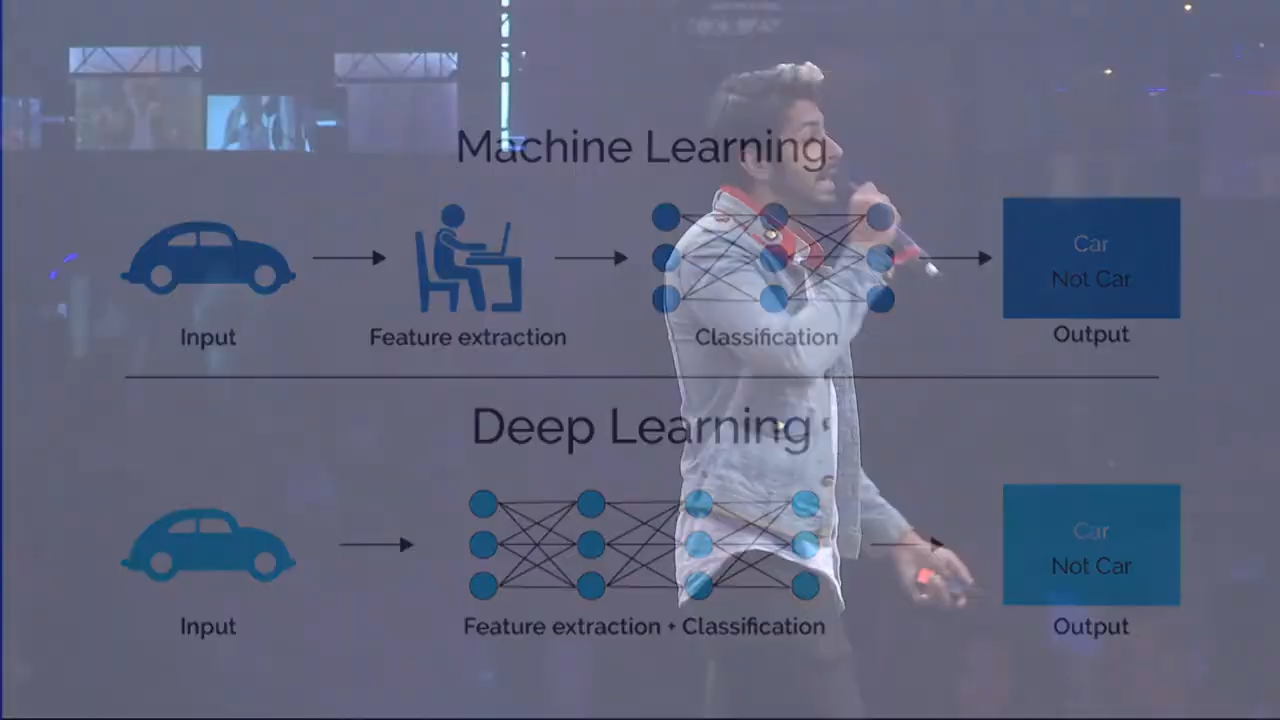 Machine Learning
Car
Not Car
Input
Feature extraction
Classification
Output
Deep Learning
Car
Not Car
Input
Feature extraction + Classification
Output